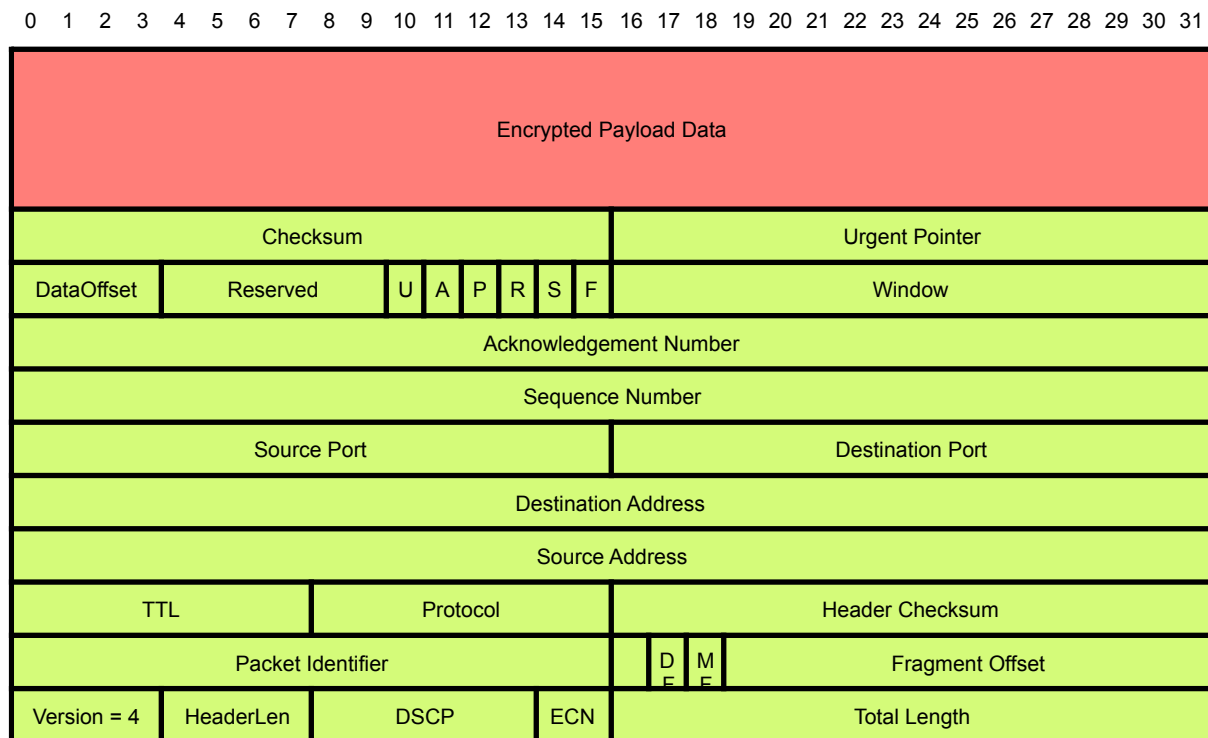 0 1 2 3 4 5 6 7 8 9 10 11 12 13 14 15 16 17 18 19 20 21 22 23 24 25 26 27 28 29 30 31
Encrypted Payload Data
Checksum Urgent Pointer
DataOffset Reserved U A P R S F Window
Acknowledgement Number
Sequence Number
Source Port Destination Port
Destination Address
Source Address
TTL Protocol Header Checksum
Packet Identifier DF MF Fragment Offset
Version = 4 HeaderLen DSCP ECN Total Length